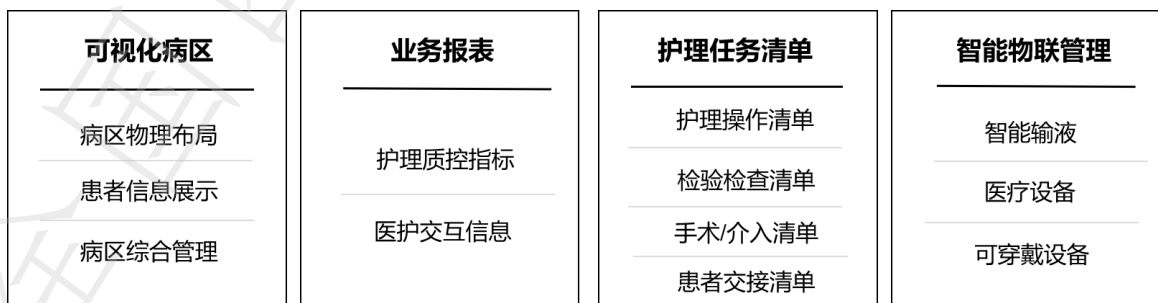 可视化病区
病区物理布局
患者信息展示
病区综合管理
业务报表
护理质控指标
医护交互信息
护理任务清单
护理操作清单
检验检查清单
手术/介入清单
患者交接清单
智能物联管理
智能输液
医疗设备
可穿戴设备